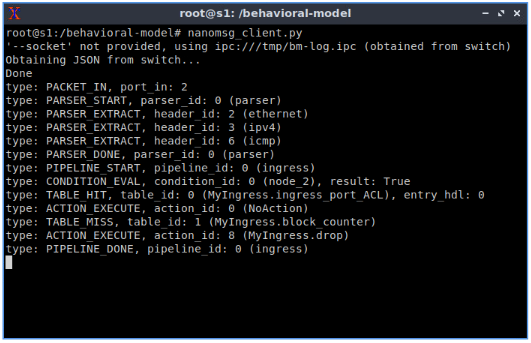 root@s1: /behavioral-model
root@s1:/behavioral-model# nanomsg_client.py
'--socket' not provided, using ipc:///tmp/bm-log.ipc (obtained from switch)
Obtaining JSON from switch...
Done
type: PACKET_IN, port_in: 2
type: PARSER_START, parser_id: 0 (parser)
type: PARSER_EXTRACT, header_id: 2 (ethernet)
type: PARSER_EXTRACT, header_id: 3 (ipv4)
type: PARSER_EXTRACT, header_id: 6 (icmp)
type: PARSER_DONE, parser_id: 0 (parser)
type: PIPELINE_START, pipeline_id: 0 (ingress)
type: CONDITION_EVAL, condition_id: 0 (node_2), result: True
type: TABLE_HIT, table_id: 0 (MyIngress.ingress_port_ACL), entry_hdl: 0
type: ACTION_EXECUTE, action_id: 0 (NoAction)
type: TABLE_MISS, table_id: 1 (MyIngress.block_counter)
type: ACTION_EXECUTE, action_id: 8 (MyIngress.drop)
type: PIPELINE_DONE, pipeline_id: 0 (ingress)